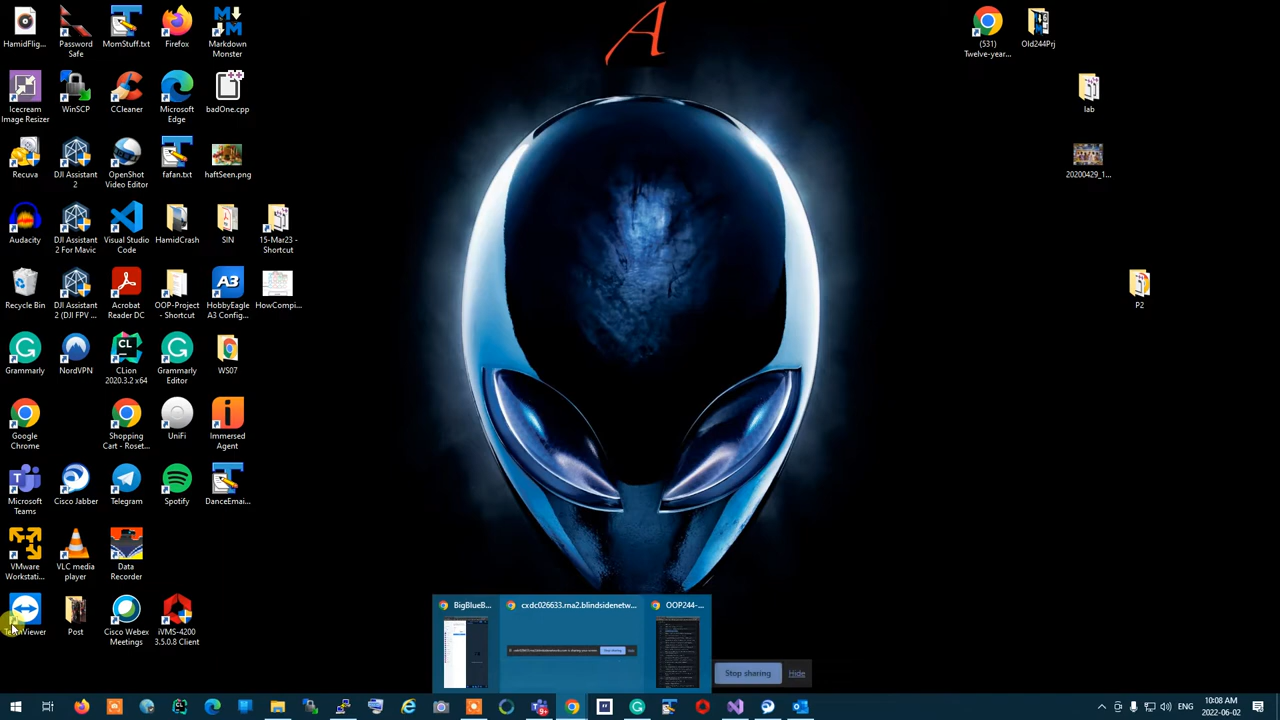 HamidFlig...
Password
Safe
MomStuff.txt
Firefox
Markdown
Monster
(531)
Twelve-year...
Old244Prj
A
Icecream
Image Resizer
WinSCP
CCleaner
Microsoft
Edge
badOne.cpp
lab
Recuva
DJI Assistant
2
OpenShot
Video Editor
fafan.txt
haftSeen.png
20200429_1...
Audacity
DJI Assistant
2 For Mavic
Visual Studio
Code
HamidCrash
SIN
15-Mar23 -
Shortcut
Recycle Bin
DJI Assistant
2 (DJI FPV ...
Acrobat
Reader DC
OOP-Project
- Shortcut
A3
HobbyEagle
A3 Config...
HowCompi...
P2
Grammarly
NordVPN
CL
CLion
2020.3.2 x64
Grammarly
Editor
WS07
Google
Chrome
Shopping
Cart - Roset...
UniFi
Immersed
Agent
Microsoft
Teams
Cisco Jabber
Telegram
Spotify
DanceEmai...
VMware
Workstati...
VLC media
player
Data
Recorder
Post
Cisco Webex
Meetings
iVMS-4200
3.5.0.8 Client
BigBlueB...
cxdc026633.rna2.blindsidenetw...
OOP244-...
Stop sharing
Hide
Stop sharing
Hide
ENG
10:08 AM
2022-06-02